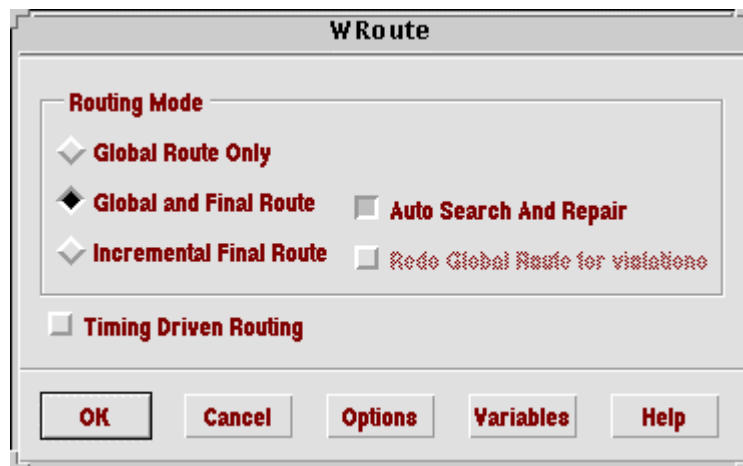 WRoute
Routing Mode
Global Route Only
Global and Final Route
Auto Search And Repair
Incremental Final Route
Redo Global Route for violations
Timing Driven Routing
OK Cancel Options Variables Help